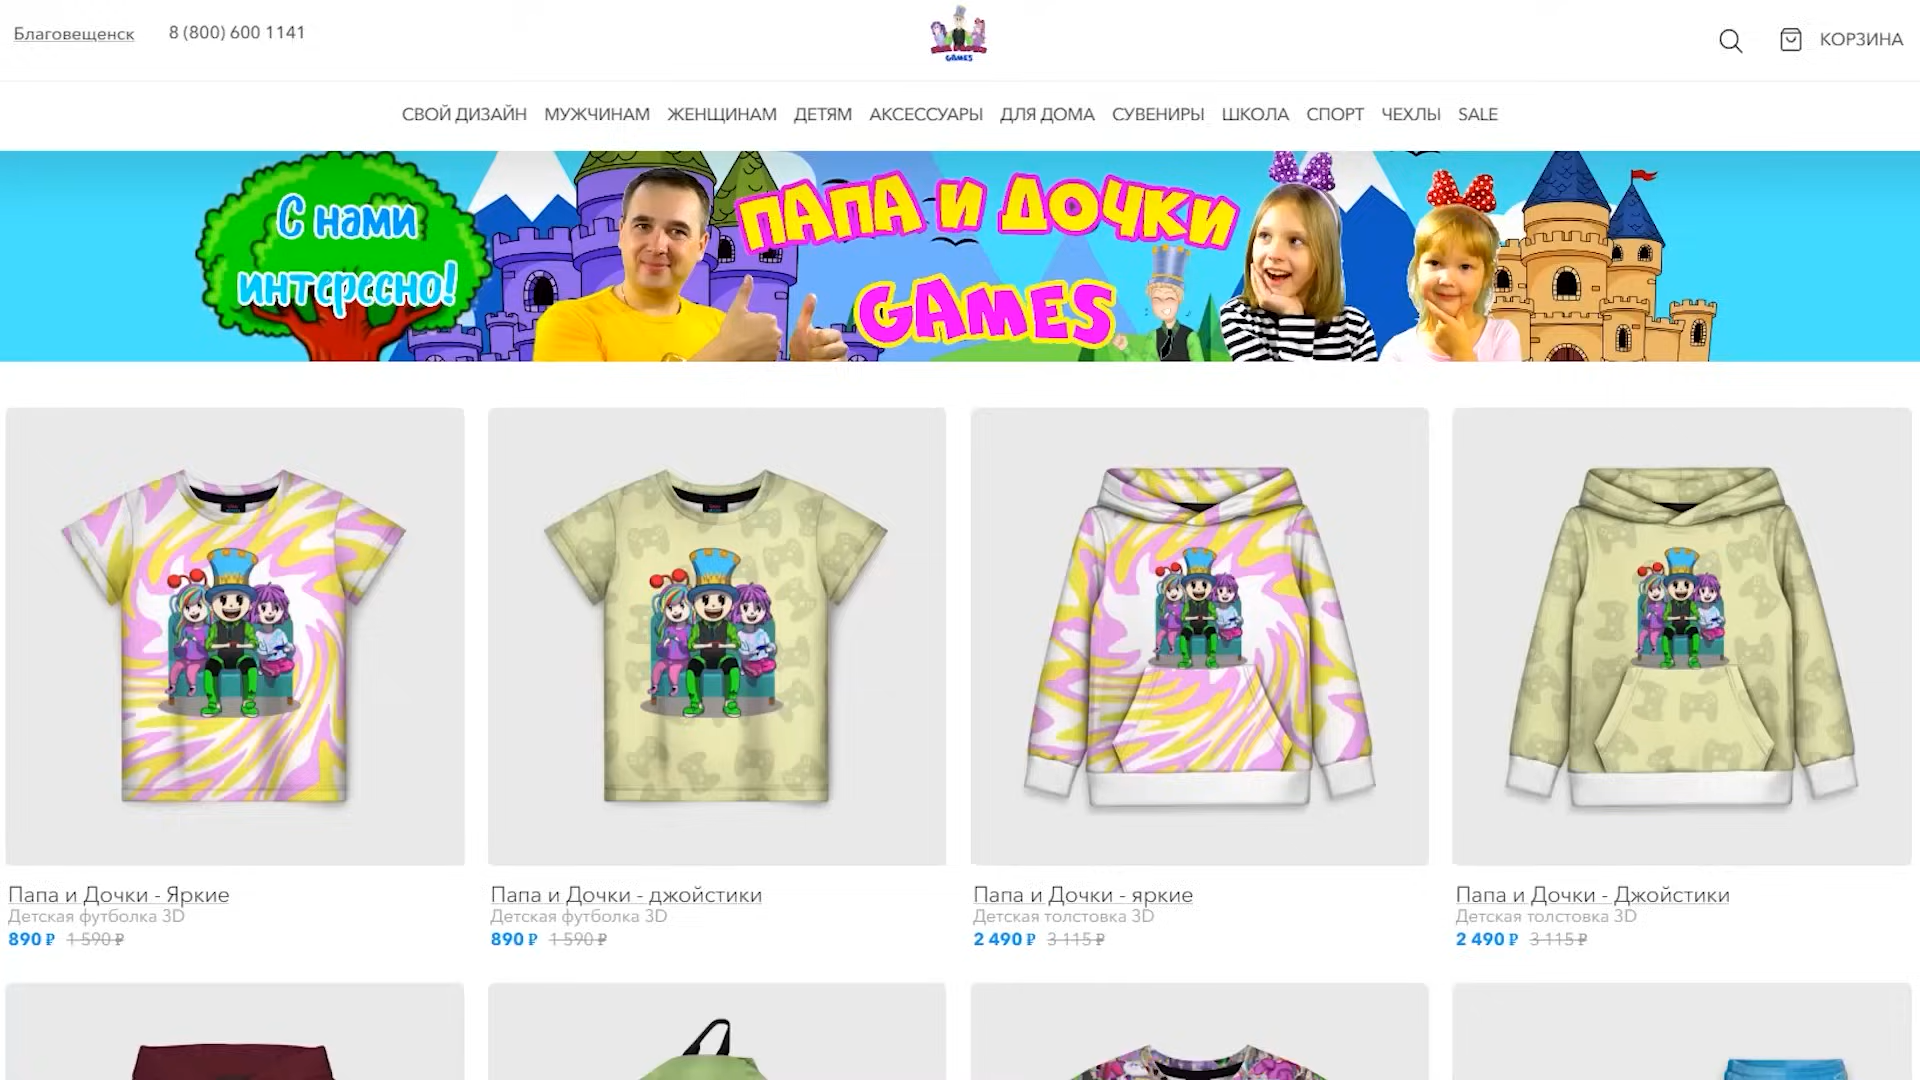 Благовещенск
8 (800) 600 1141
GAMES
КОРЗИНА
СВОЙ ДИЗАЙН МУЖЧИНАМ ЖЕНЩИНАМ ДЕТЯМ АКСЕССУАРЫ ДЛЯ ДОМА СУВЕНИРЫ ШКОЛА СПОРТ ЧЕХЛЫ SALE
С нами
интересно!
ПАПА И ДОЧКИ
GAMES
Папа и Дочки - Яркие
Детская футболка 3D
890 ₽ 1 590 ₽
Папа и Дочки - джойстики
Детская футболка 3D
890 ₽ 1 590 ₽
Папа и Дочки - яркие
Детская толстовка 3D
2 490 ₽ 3 115 ₽
Папа и Дочки - Джойстики
Детская толстовка 3D
2 490 ₽ 3 115 ₽